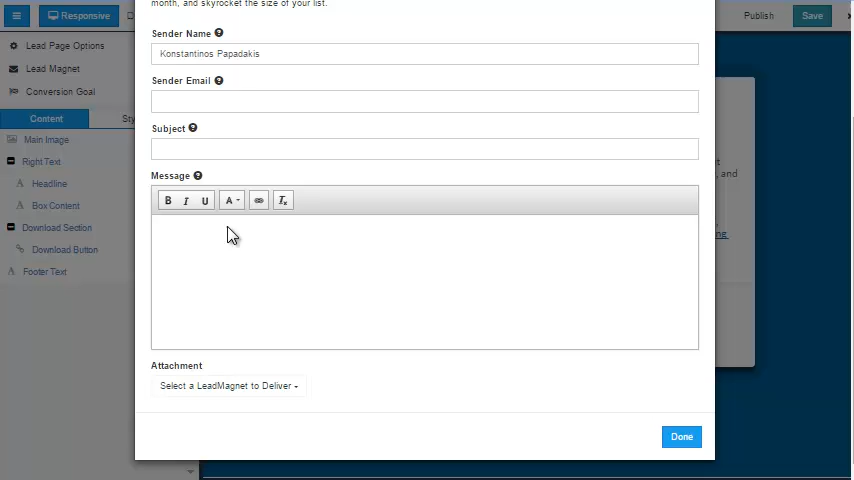 month, and skyrocket the size of your list.
Responsive
Publish
Save
Lead Page Options
Lead Magnet
Conversion Goal
Content
Sty
Main Image
Right Text
Headline
Box Content
Download Section
Download Button
Footer Text
Sender Name
Konstantinos Papadakis
Sender Email
Subject
Message
B I U A
Attachment
Select a LeadMagnet to Deliver
Done
, and